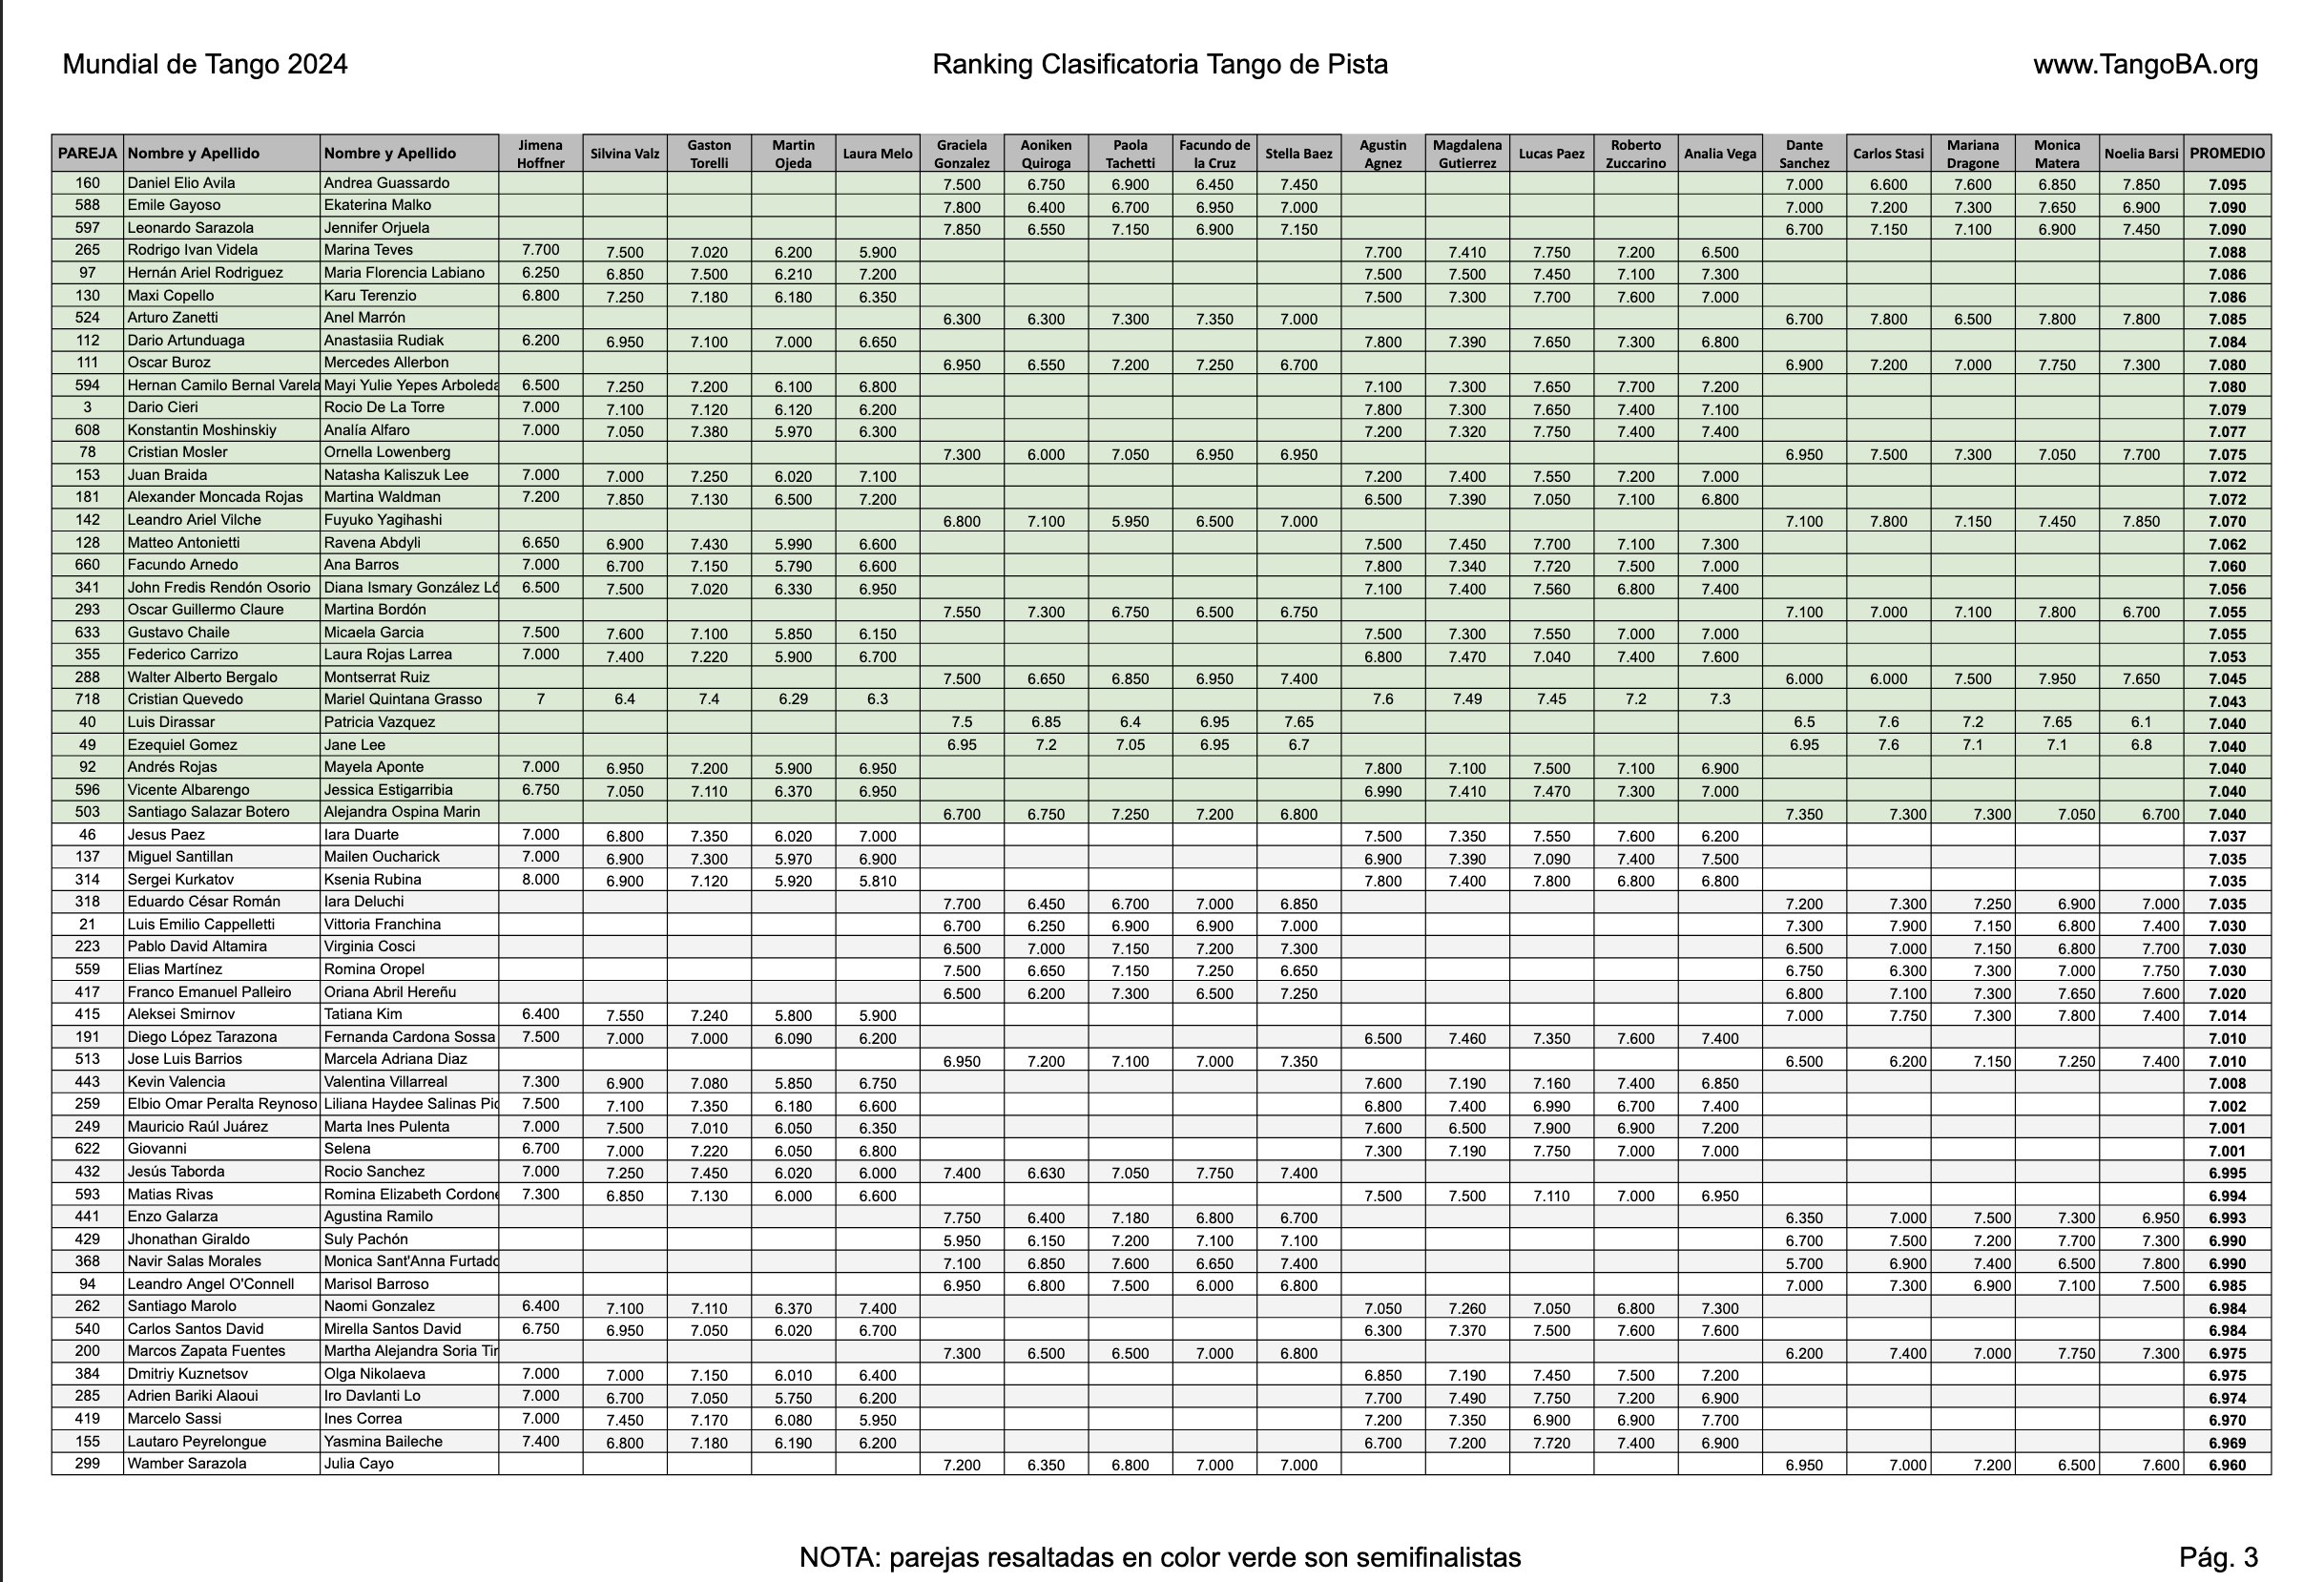 Mundial de Tango 2024 Ranking Clasificatoria Tango de Pista www.TangoBA.org
PAREJA Nombre y Apellido Nombre y Apellido Jimena Hoffner Silvina Valz Gaston Torelli Martin Ojeda Laura Melo Graciela Gonzalez Aoniken Quiroga Paola Tachetti Facundo de la Cruz Stella Baez Agustin Agnez Magdalena Gutierrez Lucas Paez Roberto Zuccarino Analia Vega Dante Sanchez Carlos Stasi Mariana Dragone Monica Matera Noelia Barsi PROMEDIO
160 Daniel Elio Avila Andrea Guassardo 7.500 6.750 6.900 6.450 7.450 7.000 6.600 7.600 6.850 7.850 7.095
588 Emile Gayoso Ekaterina Malko 7.800 6.400 6.700 6.950 7.000 7.000 7.200 7.300 7.650 6.900 7.090
597 Leonardo Sarazola Jennifer Orjuela 7.850 6.550 7.150 6.900 7.150 6.700 7.150 7.100 6.900 7.450 7.090
265 Rodrigo Ivan Videla Marina Teves 7.700 7.500 7.020 6.200 5.900 7.700 7.410 7.750 7.200 6.500 7.088
97 Hernán Ariel Rodriguez Maria Florencia Labiano 6.250 6.850 7.500 6.210 7.200 7.500 7.500 7.450 7.100 7.300 7.086
130 Maxi Copello Karu Terenzio 6.800 7.250 7.180 6.180 6.350 7.500 7.300 7.700 7.600 7.000 7.086
524 Arturo Zanetti Anel Marrón 6.300 6.300 7.300 7.350 7.000 6.700 7.800 6.500 7.800 7.800 7.085
112 Dario Artunduaga Anastasiia Rudiak 6.200 6.950 7.100 7.000 6.650 7.800 7.390 7.650 7.300 6.800 7.084
111 Oscar Buroz Mercedes Allerbon 6.950 6.550 7.200 7.250 6.700 6.900 7.200 7.000 7.750 7.300 7.080
594 Hernan Camilo Bernal Varela Mayi Yulie Yepes Arboleda 6.500 7.250 7.200 6.100 6.800 7.100 7.300 7.650 7.700 7.200 7.080
3 Dario Cieri Rocio De La Torre 7.000 7.100 7.120 6.120 6.200 7.800 7.300 7.650 7.400 7.100 7.079
608 Konstantin Moshinskiy Analía Alfaro 7.000 7.050 7.380 5.970 6.300 7.200 7.320 7.750 7.400 7.400 7.077
78 Cristian Mosler Ornella Lowenberg 7.300 6.000 7.050 6.950 6.950 6.950 7.500 7.300 7.050 7.700 7.075
153 Juan Braida Natasha Kaliszuk Lee 7.000 7.000 7.250 6.020 7.100 7.200 7.400 7.550 7.200 7.000 7.072
181 Alexander Moncada Rojas Martina Waldman 7.200 7.850 7.130 6.500 7.200 6.500 7.390 7.050 7.100 6.800 7.072
142 Leandro Ariel Vilche Fuyuko Yagihashi 6.800 7.100 5.950 6.500 7.000 7.100 7.800 7.150 7.450 7.850 7.070
128 Matteo Antonietti Ravena Abdyli 6.650 6.900 7.430 5.990 6.600 7.500 7.450 7.700 7.100 7.300 7.062
660 Facundo Arnedo Ana Barros 7.000 6.700 7.150 5.790 6.600 7.800 7.340 7.720 7.500 7.000 7.060
341 John Fredis Rendón Osorio Diana Ismary González Ló 6.500 7.500 7.020 6.330 6.950 7.100 7.400 7.560 6.800 7.400 7.056
293 Oscar Guillermo Claure Martina Bordón 7.550 7.300 6.750 6.500 6.750 7.100 7.000 7.100 7.800 6.700 7.055
633 Gustavo Chaile Micaela Garcia 7.500 7.600 7.100 5.850 6.150 7.500 7.300 7.550 7.000 7.000 7.055
355 Federico Carrizo Laura Rojas Larrea 7.000 7.400 7.220 5.900 6.700 6.800 7.470 7.040 7.400 7.600 7.053
288 Walter Alberto Bergalo Montserrat Ruiz 7.500 6.650 6.850 6.950 7.400 6.000 6.000 7.500 7.950 7.650 7.045
718 Cristian Quevedo Mariel Quintana Grasso 7 6.4 7.4 6.29 6.3 7.6 7.49 7.45 7.2 7.3 7.043
40 Luis Dirassar Patricia Vazquez 7.5 6.85 6.4 6.95 7.65 6.5 7.6 7.2 7.65 6.1 7.040
49 Ezequiel Gomez Jane Lee 6.95 7.2 7.05 6.95 6.7 6.95 7.6 7.1 7.1 6.8 7.040
92 Andrés Rojas Mayela Aponte 7.000 6.950 7.200 5.900 6.950 7.800 7.100 7.500 7.100 6.900 7.040
596 Vicente Albarengo Jessica Estigarribia 6.750 7.050 7.110 6.370 6.950 6.990 7.410 7.470 7.300 7.000 7.040
503 Santiago Salazar Botero Alejandra Ospina Marin 6.700 6.750 7.250 7.200 6.800 7.350 7.300 7.300 7.050 6.700 7.040
46 Jesus Paez Iara Duarte 7.000 6.800 7.350 6.020 7.000 7.500 7.350 7.550 7.600 6.200 7.037
137 Miguel Santillan Mailen Oucharick 7.000 6.900 7.300 5.970 6.900 6.900 7.390 7.090 7.400 7.500 7.035
314 Sergei Kurkatov Ksenia Rubina 8.000 6.900 7.120 5.920 5.810 7.800 7.400 7.800 6.800 6.800 7.035
318 Eduardo César Román Iara Deluchi 7.700 6.450 6.700 7.000 6.850 7.200 7.300 7.250 6.900 7.000 7.035
21 Luis Emilio Cappelletti Vittoria Franchina 6.700 6.250 6.900 6.900 7.000 7.300 7.900 7.150 6.800 7.400 7.030
223 Pablo David Altamira Virginia Cosci 6.500 7.000 7.150 7.200 7.300 6.500 7.000 7.150 6.800 7.700 7.030
559 Elias Martínez Romina Oropel 7.500 6.650 7.150 7.250 6.650 6.750 6.300 7.300 7.000 7.750 7.030
417 Franco Emanuel Palleiro Oriana Abril Hereñu 6.500 6.200 7.300 6.500 7.250 6.800 7.100 7.300 7.650 7.600 7.020
415 Aleksei Smirnov Tatiana Kim 6.400 7.550 7.240 5.800 5.900 7.000 7.750 7.300 7.800 7.400 7.014
191 Diego López Tarazona Fernanda Cardona Sossa 7.500 7.000 7.000 6.090 6.200 6.500 7.460 7.350 7.600 7.400 7.010
513 Jose Luis Barrios Marcela Adriana Diaz 6.950 7.200 7.100 7.000 7.350 6.500 6.200 7.150 7.250 7.400 7.010
443 Kevin Valencia Valentina Villarreal 7.300 6.900 7.080 5.850 6.750 7.600 7.190 7.160 7.400 6.850 7.008
259 Elbio Omar Peralta Reynoso Liliana Haydee Salinas Pic 7.500 7.100 7.350 6.180 6.600 6.800 7.400 6.990 6.700 7.400 7.002
249 Mauricio Raúl Juárez Marta Ines Pulenta 7.000 7.500 7.010 6.050 6.350 7.600 6.500 7.900 6.900 7.200 7.001
622 Giovanni Selena 6.700 7.000 7.220 6.050 6.800 7.300 7.190 7.750 7.000 7.000 7.001
432 Jesús Taborda Rocio Sanchez 7.000 7.250 7.450 6.020 6.000 7.400 6.630 7.050 7.750 7.400 6.995
593 Matias Rivas Romina Elizabeth Cordone 7.300 6.850 7.130 6.000 6.600 7.500 7.500 7.110 7.000 6.950 6.994
441 Enzo Galarza Agustina Ramilo 7.750 6.400 7.180 6.800 6.700 6.350 7.000 7.500 7.300 6.950 6.993
429 Jhonathan Giraldo Suly Pachón 5.950 6.150 7.200 7.100 7.100 6.700 7.500 7.200 7.700 7.300 6.990
368 Navir Salas Morales Monica Sant'Anna Furtado 7.100 6.850 7.600 6.650 7.400 5.700 6.900 7.400 6.500 7.800 6.990
94 Leandro Angel O'Connell Marisol Barroso 6.950 6.800 7.500 6.000 6.800 7.000 7.300 6.900 7.100 7.500 6.985
262 Santiago Marolo Naomi Gonzalez 6.400 7.100 7.110 6.370 7.400 7.050 7.260 7.050 6.800 7.300 6.984
540 Carlos Santos David Mirella Santos David 6.750 6.950 7.050 6.020 6.700 6.300 7.370 7.500 7.600 7.600 6.984
200 Marcos Zapata Fuentes Martha Alejandra Soria Tir 7.300 6.500 6.500 7.000 6.800 6.200 7.400 7.000 7.750 7.300 6.975
384 Dmitriy Kuznetsov Olga Nikolaeva 7.000 7.000 7.150 6.010 6.400 6.850 7.190 7.450 7.500 7.200 6.975
285 Adrien Bariki Alaoui Iro Davlanti Lo 7.000 6.700 7.050 5.750 6.200 7.700 7.490 7.750 7.200 6.900 6.974
419 Marcelo Sassi Ines Correa 7.000 7.450 7.170 6.080 5.950 7.200 7.350 6.900 6.900 7.700 6.970
155 Lautaro Peyrelongue Yasmina Baileche 7.400 6.800 7.180 6.190 6.200 6.700 7.200 7.720 7.400 6.900 6.969
299 Wamber Sarazola Julia Cayo 7.200 6.350 6.800 7.000 7.000 6.950 7.000 7.200 6.500 7.600 6.960
NOTA: parejas resaltadas en color verde son semifinalistas Pág. 3